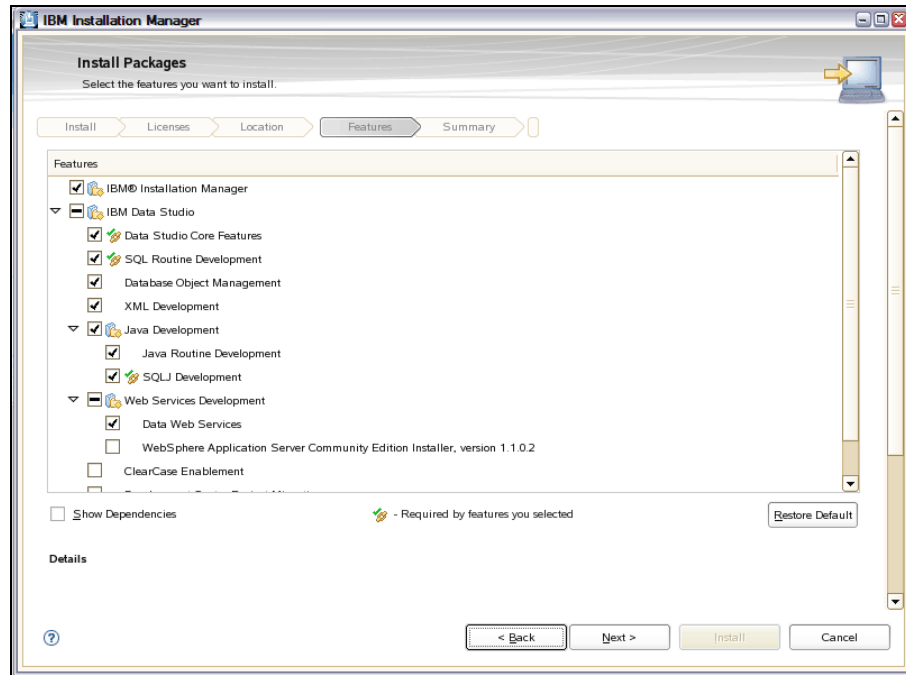 IBM Installation Manager
Install Packages
Select the features you want to install.
Install Licenses Location Features Summary
Features
IBM® Installation Manager
IBM Data Studio
Data Studio Core Features
SQL Routine Development
Database Object Management
XML Development
Java Development
Java Routine Development
SQLJ Development
Web Services Development
Data Web Services
WebSphere Application Server Community Edition Installer, version 1.1.0.2
ClearCase Enablement
Show Dependencies
- Required by features you selected
Restore Default
Details
?
< Back Next > Install Cancel